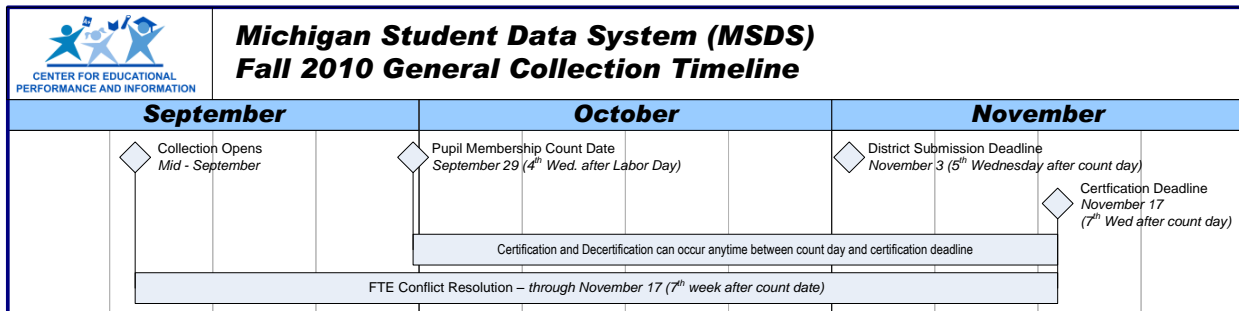 CENTER FOR EDUCATIONAL
PERFORMANCE AND INFORMATION
Michigan Student Data System (MSDS)
Fall 2010 General Collection Timeline
September
October
November
Collection Opens
Mid - September
Pupil Membership Count Date
September 29 (4th Wed. after Labor Day)
District Submission Deadline
November 3 (5th Wednesday after count day)
Certfication Deadline
November 17
(7th Wed after count day)
Certification and Decertification can occur anytime between count day and certification deadline
FTE Conflict Resolution – through November 17 (7th week after count date)